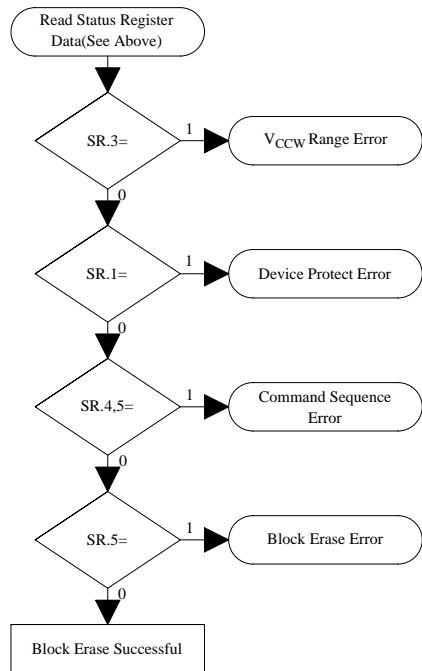 Read Status Register
Data(See Above)
SR.3=
1
VCCW Range Error
0
SR.1=
1
Device Protect Error
0
SR.4,5=
1
Command Sequence
Error
0
SR.5=
1
Block Erase Error
0
Block Erase Successful